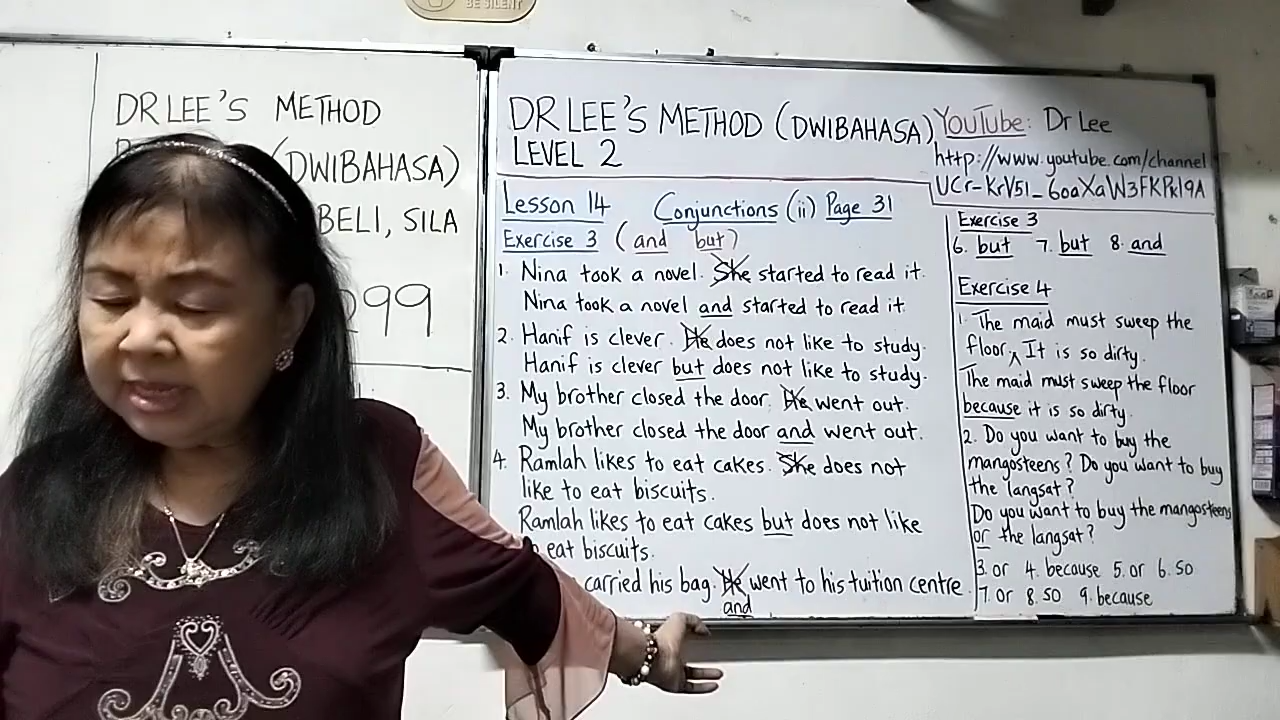 BE SILENT
DR LEE'S METHOD
(DWIBAHASA)
BELI, SILA
299
DR LEE'S METHOD (DWIBAHASA)
LEVEL 2
YouTube: Dr Lee
http://www.youtube.com/channel
Lesson 14 Conjunctions (ii) Page 31
Exercise 3 (and but)
1. Nina took a novel. She started to read it.
Nina took a novel and started to read it.
2. Hanif is clever. He does not like to study.
Hanif is clever but does not like to study.
3. My brother closed the door. He went out.
My brother closed the door and went out.
4. Ramlah likes to eat cakes. She does not
like to eat biscuits.
Ramlah likes to eat cakes but does not like
eat biscuits.
carried his bag. He went to his tuition centre.
and
Exercise 3
6. but 7. but 8. and
Exercise 4
1. The maid must sweep the
floor. It is so dirty.
The maid must sweep the floor
because it is so dirty.
2. Do you want to buy the
mangosteens? Do you want to buy
the langsat?
Do you want to buy the mangosteens
or the langsat?
3. or 4. because 5. or 6. so
7. or 8. so 9. because